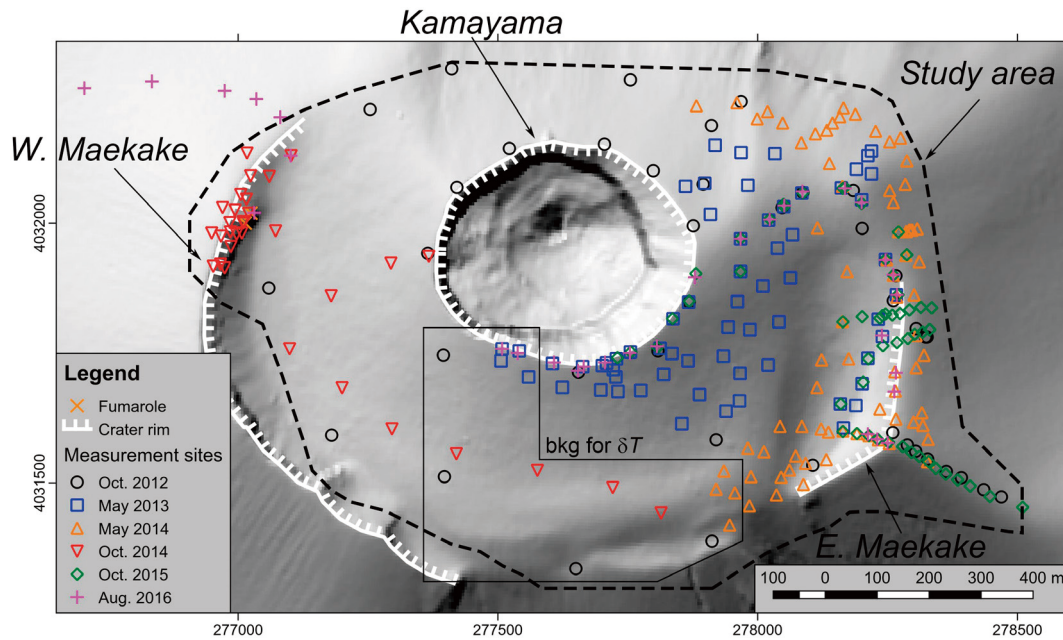 Kamayama
Study area
W. Maekake
4032000
4031500
bkg for δT
E. Maekake
Legend
Fumarole
Crater rim
Measurement sites
Oct. 2012
May 2013
May 2014
Oct. 2014
Oct. 2015
Aug. 2016
100 0 100 200 300 400 m
277000 277500 278000 278500